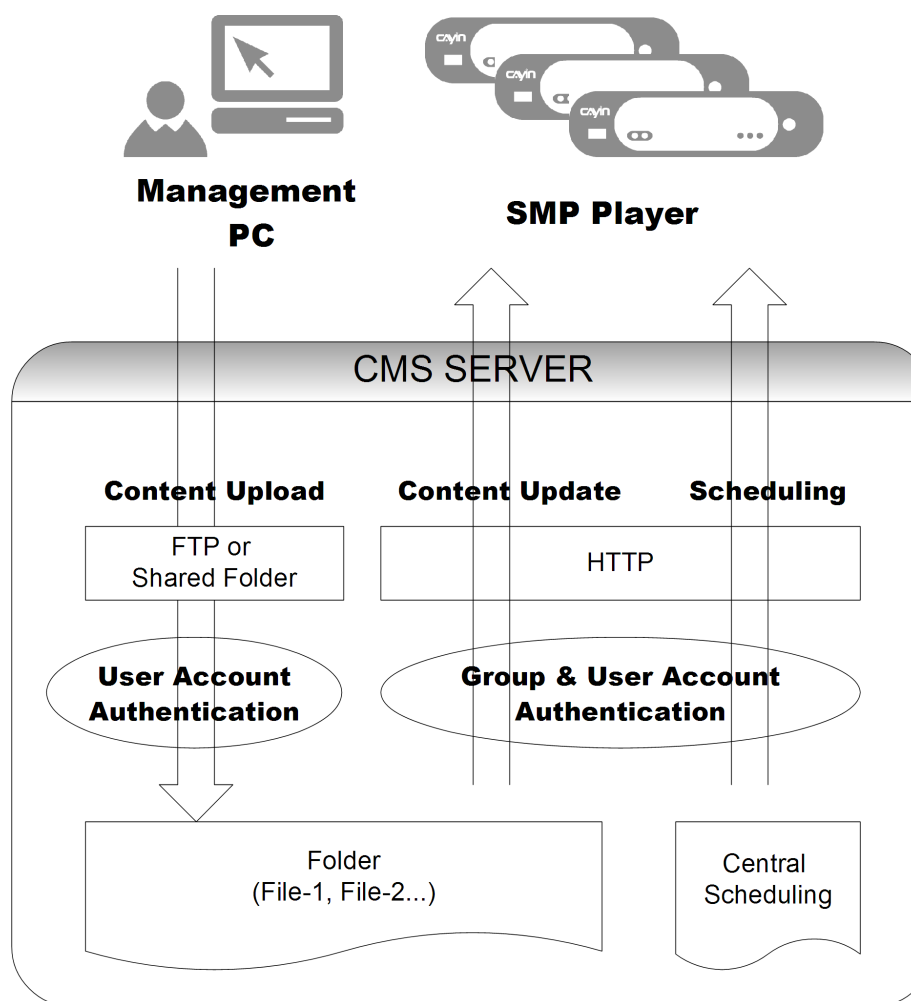 CAYIN
CAYIN
CAYIN
Management
PC
SMP Player
CMS SERVER
Content Upload
Content Update
Scheduling
FTP or
Shared Folder
HTTP
User Account
Authentication
Group & User Account
Authentication
Folder
(File-1, File-2...)
Central
Scheduling